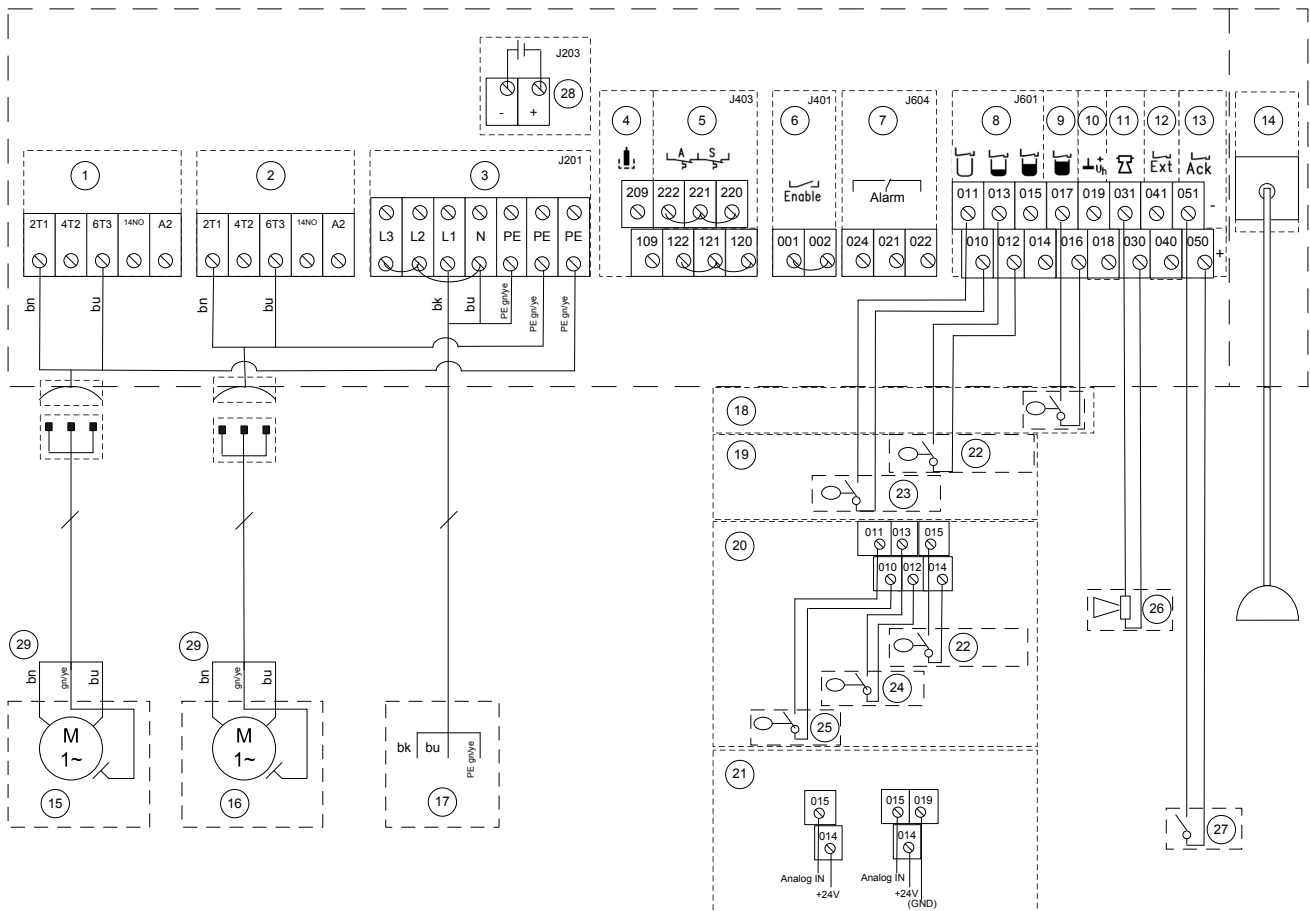 J203
28
- +
4
J403
5
J401
6
J604
7
J601
8
9
10
11
12
13
14
1
2
J201
3
A S
Enable
Alarm
+
Uh
Ext
Ack
209 222 221 220
011 013 015 017 019 031 041 051 -
2T1 4T2 6T3 14NO A2
2T1 4T2 6T3 14NO A2
L3 L2 L1 N PE PE PE
109 122 121 120
001 002
024 021 022
010 012 014 016 018 030 040 050 +
-
bn
bu
bn
bu
bk
bu
PE gn/ye
PE gn/ye
PE gn/ye
18
19
22
23
20
011 013 015
010 012 014
22
24
25
26
29
bn
gn/ye
bu
M
1~
15
29
bn
gn/ye
bu
M
1~
16
bk
bu
PE gn/ye
17
21
015
014
Analog IN
+24V
015 019
014
Analog IN
+24V
(GND)
27